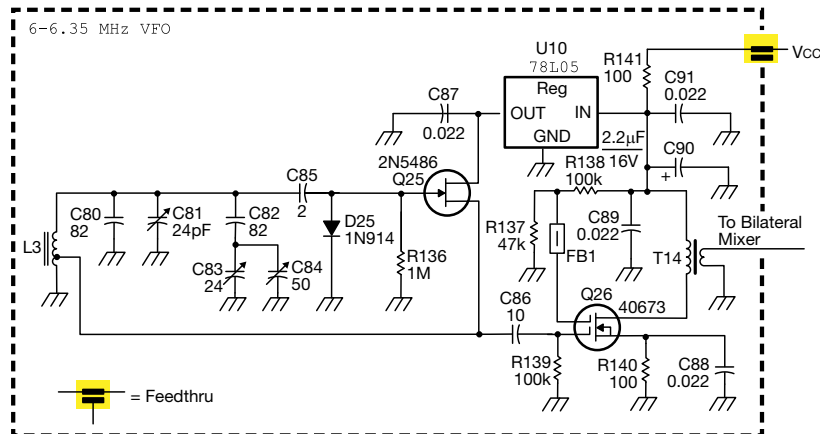 6-6.35 MHz VFO
U10
78L05
Reg
OUT
IN
GND
R141
100
Vcc
C91
0.022
C87
0.022
2.2µF
16V
C90
+
2N5486
Q25
R138
100k
C85
2
C80
82
C81
24pF
C82
82
D25
1N914
R137
47k
C89
0.022
FB1
T14
To Bilateral
Mixer
L3
C83
24
C84
50
R136
1M
C86
10
Q26
40673
R139
100k
R140
100
C88
0.022
= Feedthru